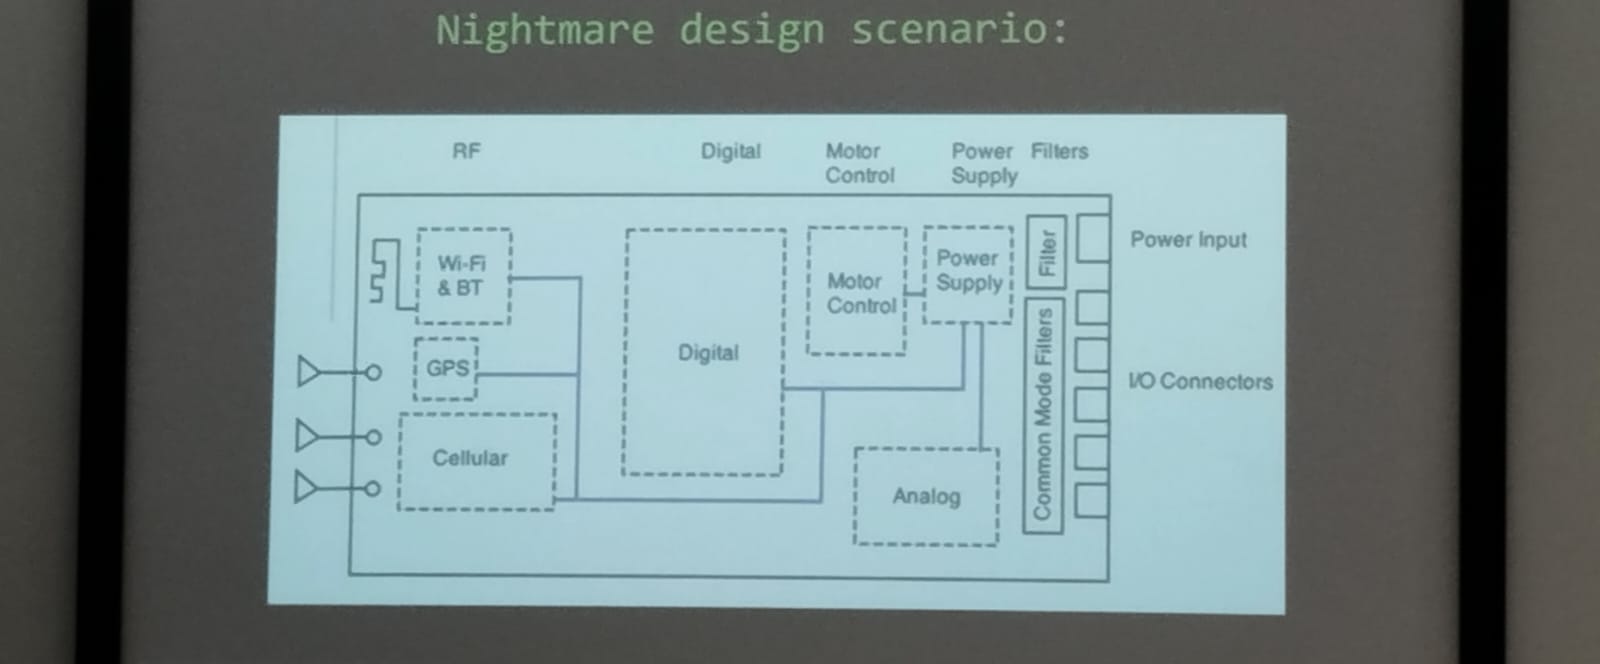 Nightmare design scenario:
RF
Digital
Motor
Control
Power
Supply
Filters
Wi-Fi
& BT
GPS
Cellular
Digital
Motor
Control
Power
Supply
Filter
Common Mode Filters
Analog
Power Input
I/O Connectors